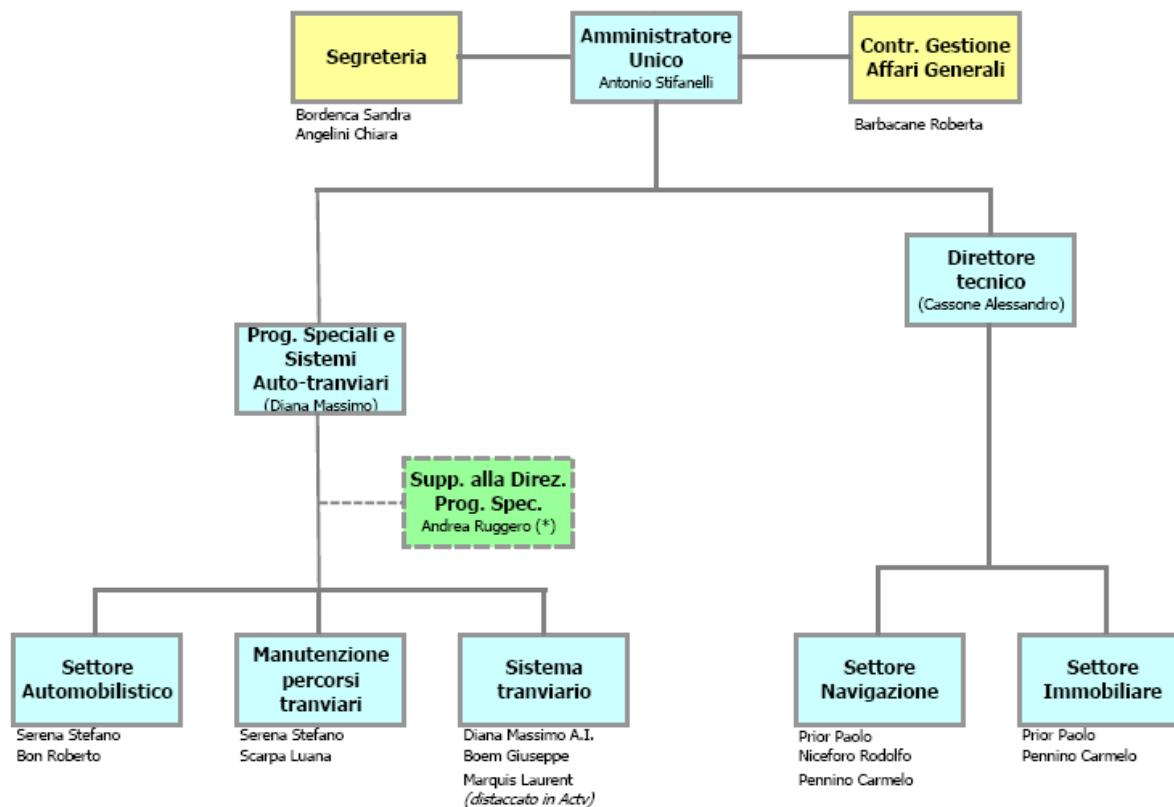 Segreteria
Bordenca Sandra
Angelini Chiara
Amministratore
Unico
Antonio Stifanelli
Contr. Gestione
Affari Generali
Barbacane Roberta
Direttore
tecnico
(Cassone Alessandro)
Prog. Speciali e
Sistemi
Auto-tranviari
(Diana Massimo)
Supp. alla Direz.
Prog. Spec.
Andrea Ruggero (*)
Settore
Automobilistico
Serena Stefano
Bon Roberto
Manutenzione
percorsi
tranviari
Serena Stefano
Scarpa Luana
Sistema
tranviario
Diana Massimo A.I.
Boem Giuseppe
Marquis Laurent
(distaccato in Actv)
Settore
Navigazione
Prior Paolo
Niceforo Rodolfo
Pennino Carmelo
Settore
Immobiliare
Prior Paolo
Pennino Carmelo